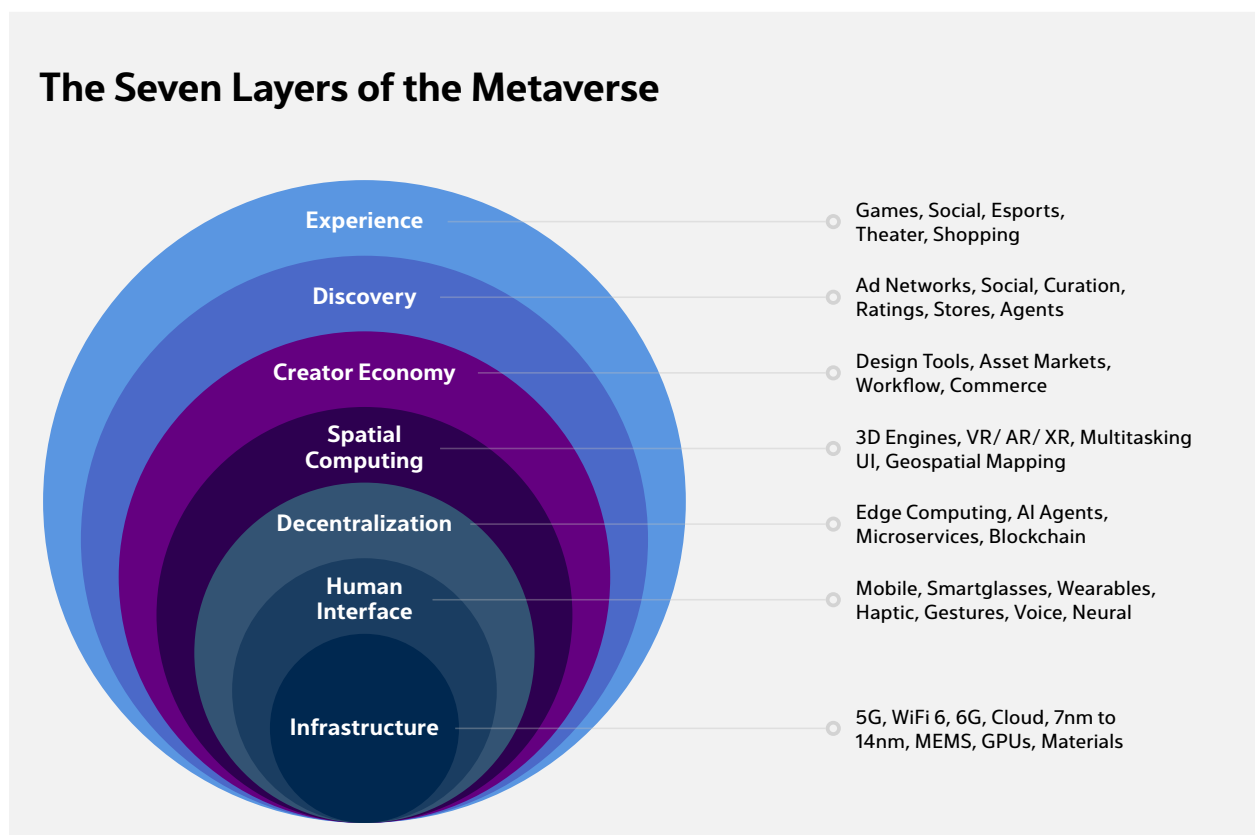 The Seven Layers of the Metaverse
Experience
Games, Social, Esports,
Theater, Shopping
Discovery
Ad Networks, Social, Curation,
Ratings, Stores, Agents
Creator Economy
Design Tools, Asset Markets,
Workflow, Commerce
Spatial
Computing
3D Engines, VR/ AR/ XR, Multitasking
UI, Geospatial Mapping
Decentralization
Edge Computing, AI Agents,
Microservices, Blockchain
Human
Interface
Mobile, Smartglasses, Wearables,
Haptic, Gestures, Voice, Neural
Infrastructure
5G, WiFi 6, 6G, Cloud, 7nm to
14nm, MEMS, GPUs, Materials